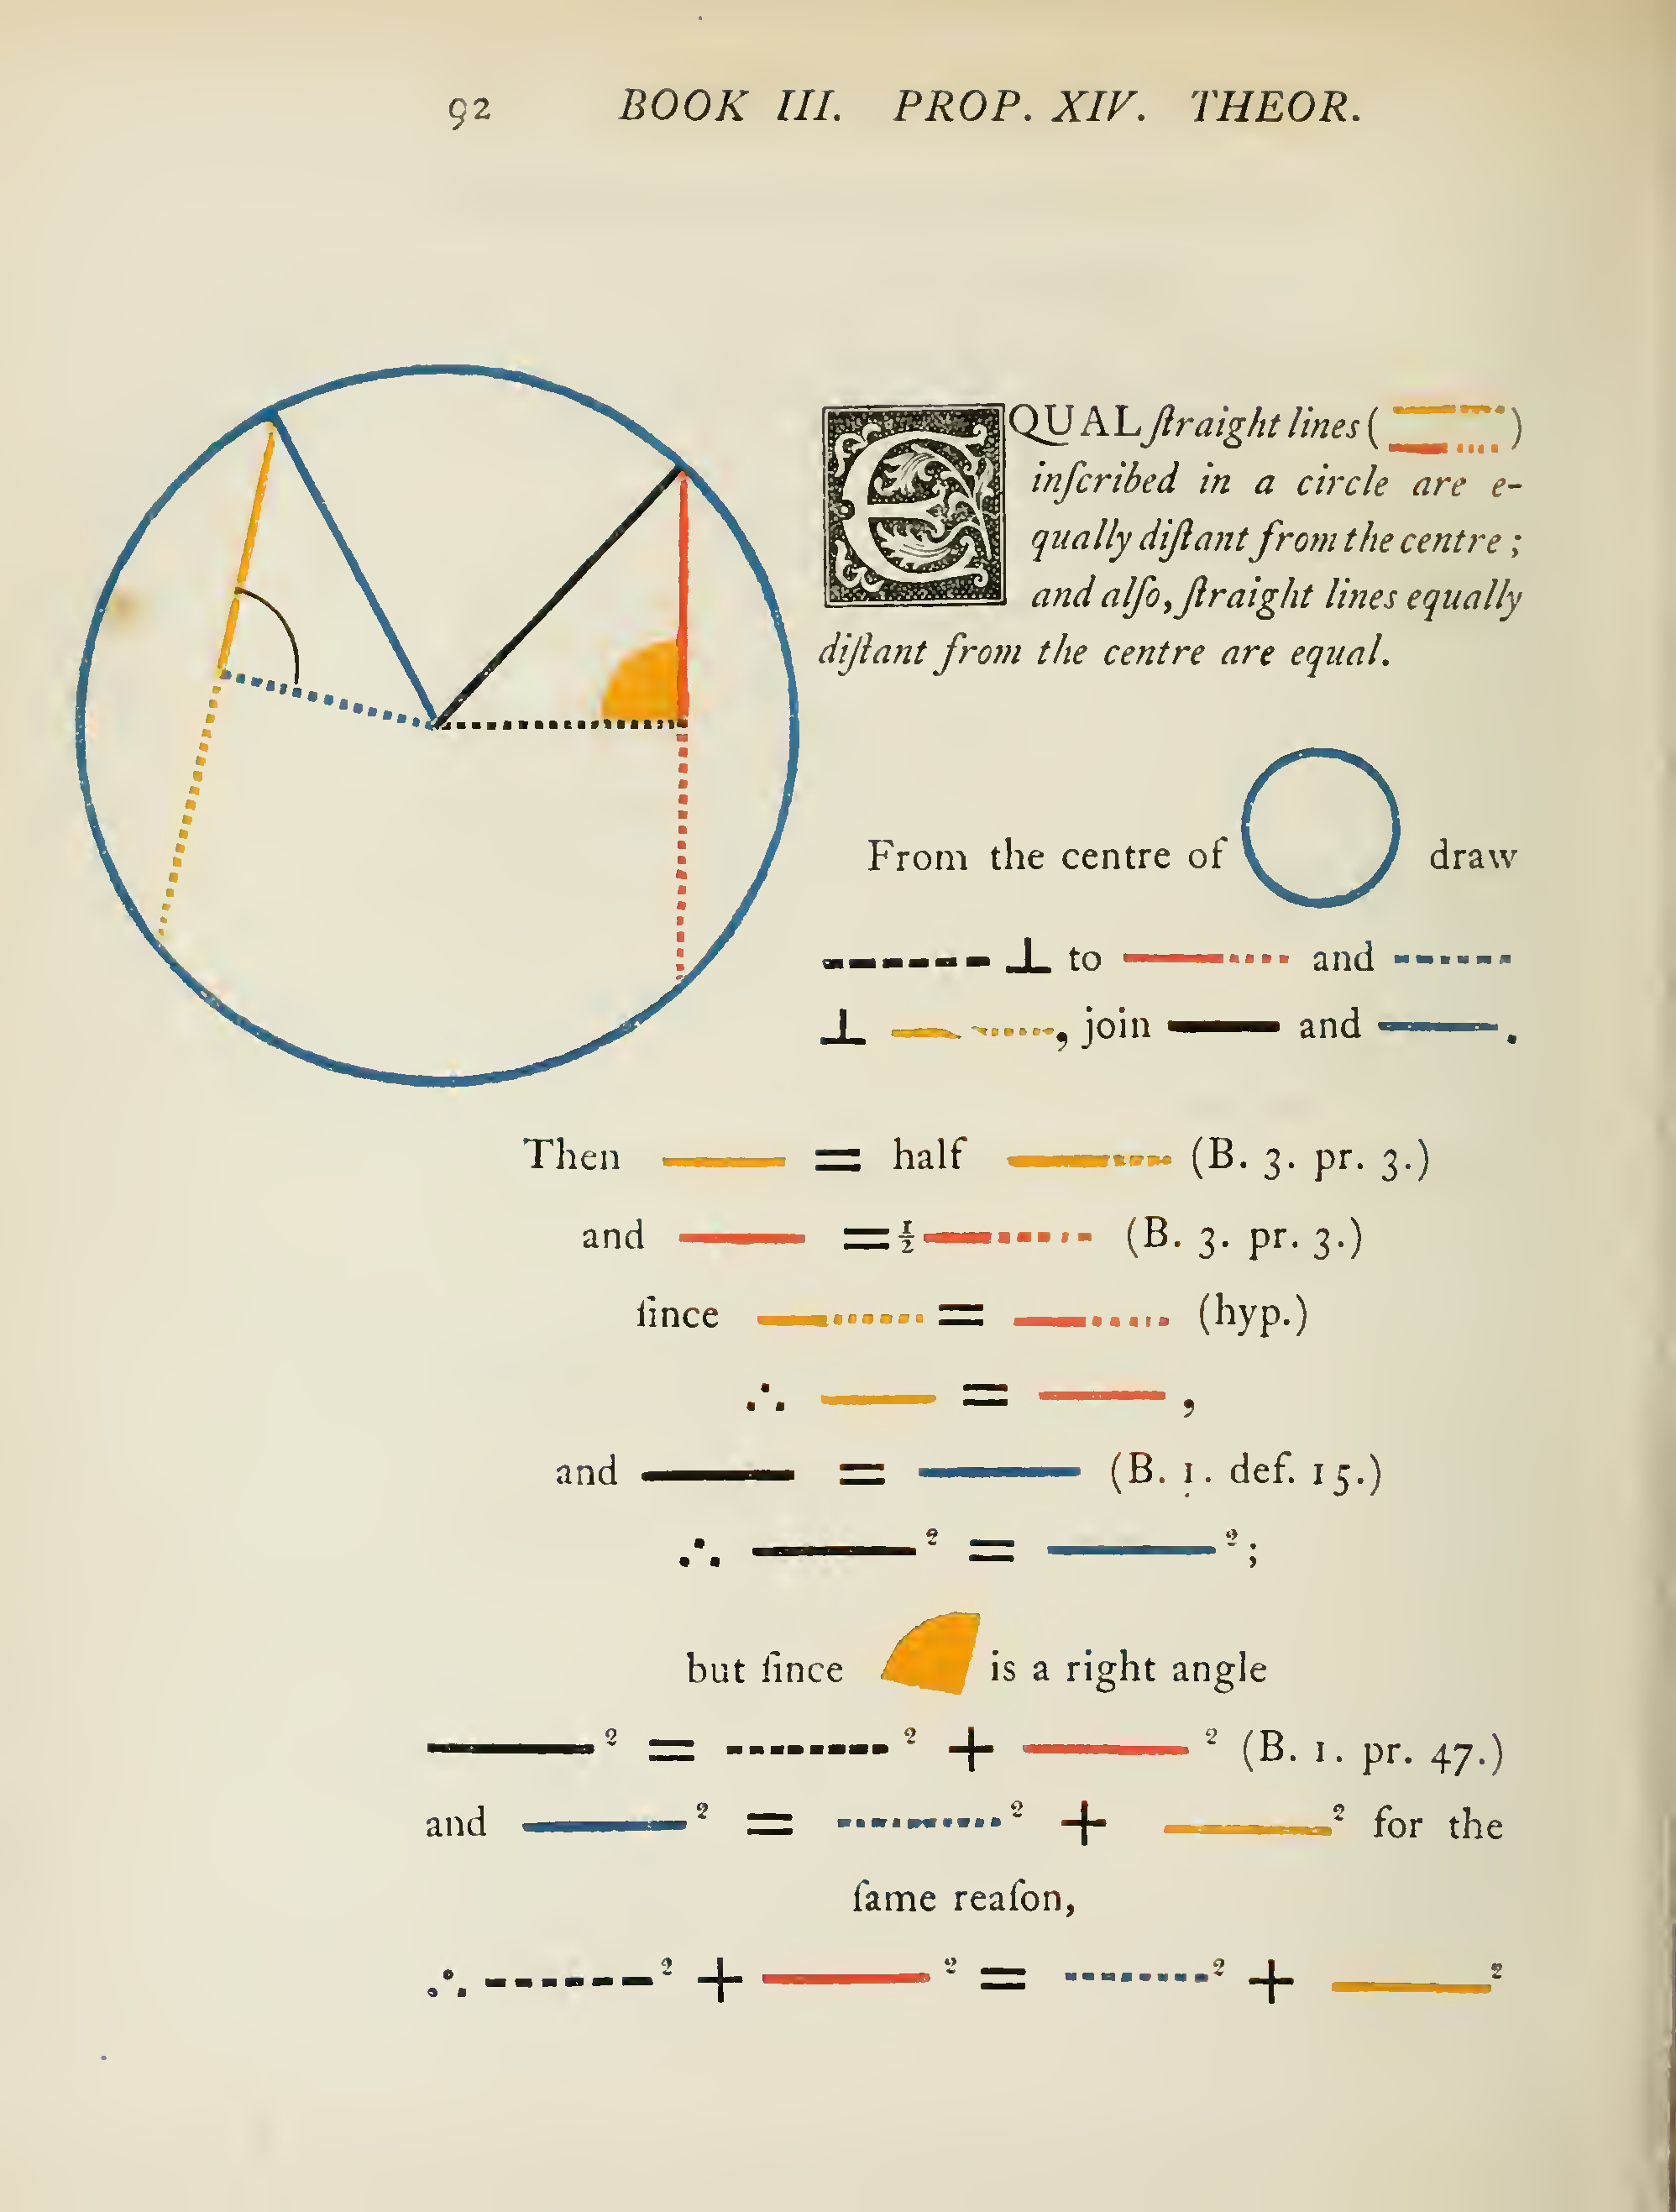 92 BOOK III. PROP. XIV. THEOR.
EQUAL ſtraight lines ( )
inſcribed in a circle are e-
qually diſtant from the centre ;
and alſo, ſtraight lines equally
diſtant from the centre are equal.
From the centre of draw
⊥ to and
⊥ , join and .
Then = half (B. 3. pr. 3.)
and = ½ (B. 3. pr. 3.)
ſince = (hyp.)
∴ = ,
and = (B. 1. def. 15.)
∴ ² = ² ;
but ſince is a right angle
² = ² + ² (B. 1. pr. 47.)
and ² = ² + ² for the
ſame reaſon,
∴ ² + ² = ² + ²